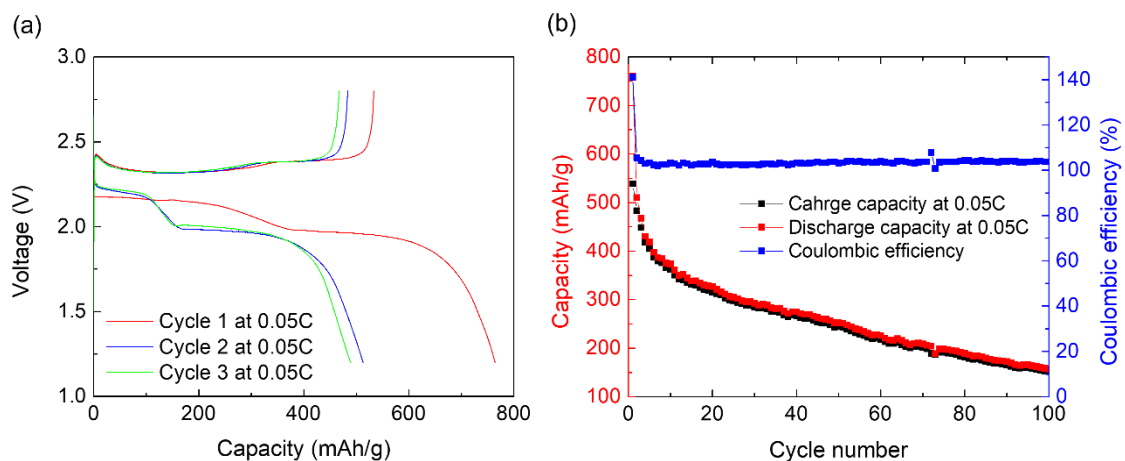 (a)
3.0
2.5
2.0
1.5
1.0
Voltage (V)
Cycle 1 at 0.05C
Cycle 2 at 0.05C
Cycle 3 at 0.05C
0 200 400 600 800
Capacity (mAh/g)
(b)
800
700
600
500
400
300
200
100
Capacity (mAh/g)
Cahrge capacity at 0.05C
Discharge capacity at 0.05C
Coulombic efficiency
140
120
100
80
60
40
20
0
Coulombic efficiency (%)
0 20 40 60 80 100
Cycle number